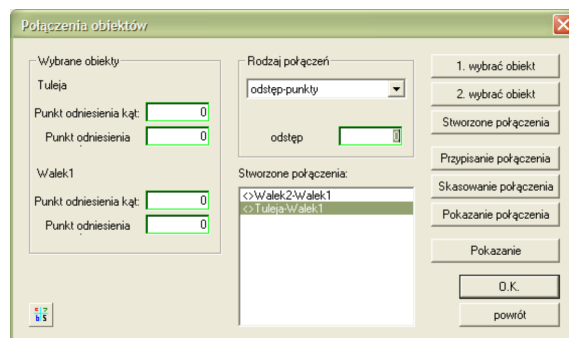 Połączenia obiektów
Wybrane obiekty
Tuleja
Punkt odniesienia kąt: 0
Punkt odniesienia 0
Walek1
Punkt odniesienia kąt: 0
Punkt odniesienia 0
Rodzaj połączeń
odstęp-punkty
odstęp 0
Stworzone połączenia:
<>Walek2-Walek1
<>Tuleja-Walek1
1. wybrać obiekt
2. wybrać obiekt
Stworzone połączenia
Przypisanie połączenia
Skasowanie połączenia
Pokazanie połączenia
Pokazanie
O.K.
powrót